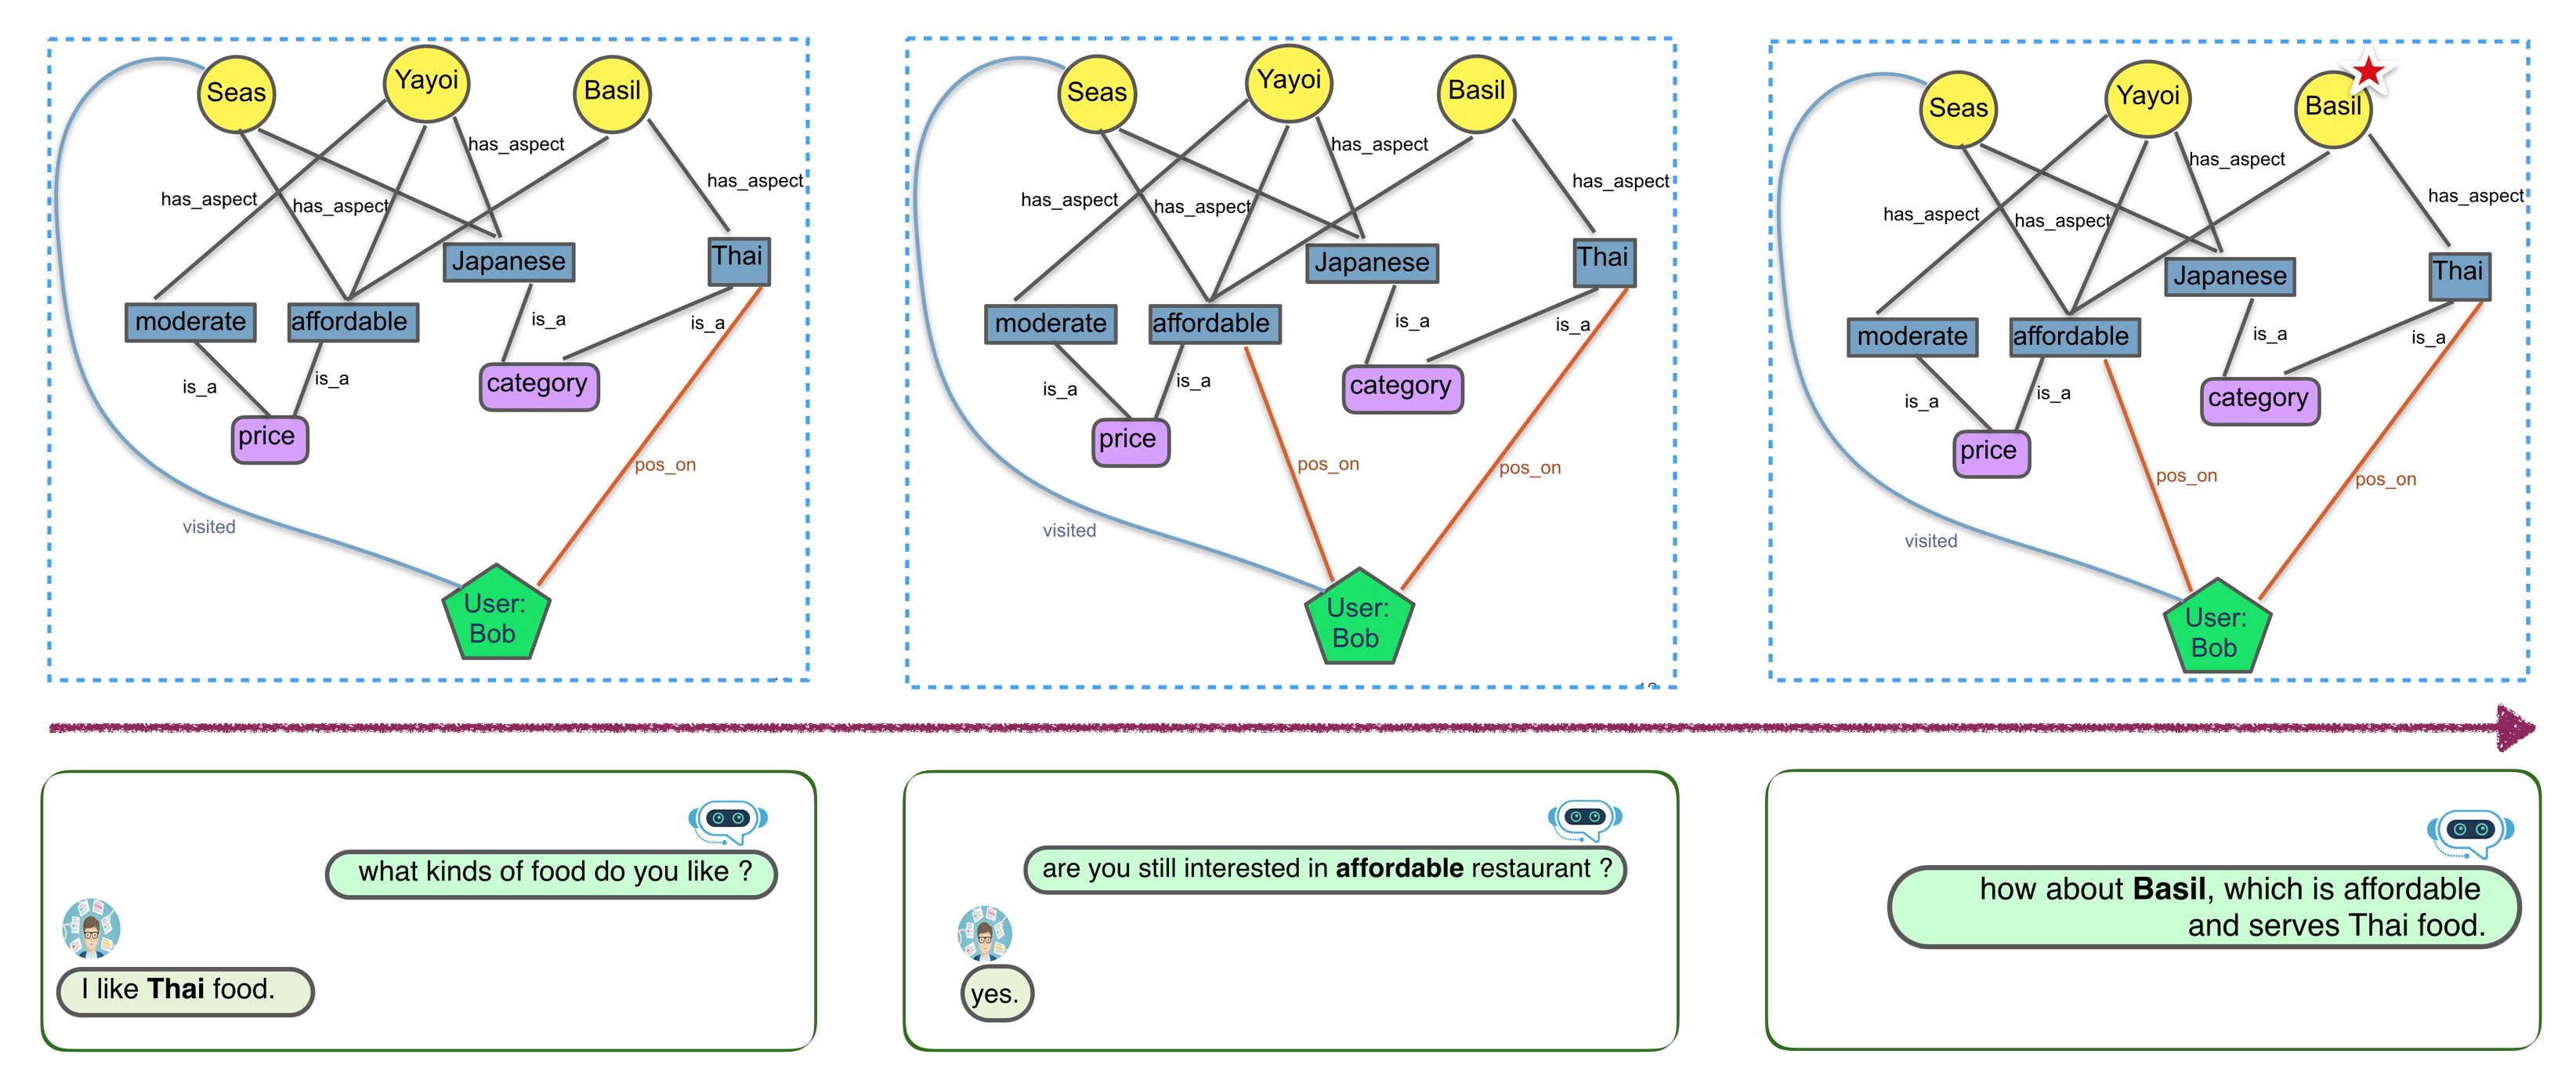 Seas
Yayoi
Basil
has_aspect
has_aspect
has_aspect
has_aspect
Japanese
Thai
moderate
affordable
is_a
is_a
is_a
is_a
category
price
pos_on
visited
User:
Bob
Seas
Yayoi
Basil
has_aspect
has_aspect
has_aspect
has_aspect
Japanese
Thai
moderate
affordable
is_a
is_a
is_a
is_a
category
price
pos_on
pos_on
visited
User:
Bob
Seas
Yayoi
Basil
has_aspect
has_aspect
has_aspect
has_aspect
Japanese
Thai
moderate
affordable
is_a
is_a
is_a
is_a
category
price
pos_on
pos_on
visited
User:
Bob
what kinds of food do you like ?
I like Thai food.
are you still interested in affordable restaurant ?
yes.
how about Basil, which is affordable
and serves Thai food.